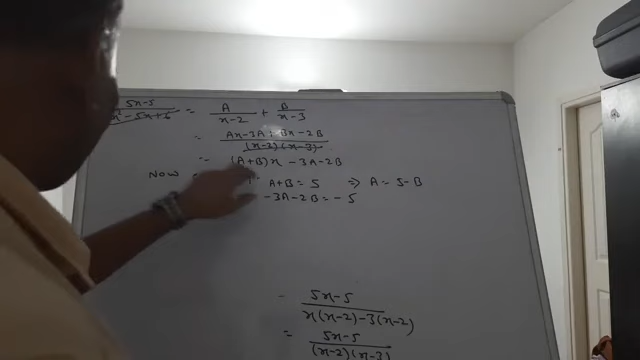 5x-5 / x²-5x+6 = A / x-2 + B / x-3
= Ax-3A+Bx-2B / (x-2)(x-3)
= (A+B)x -3A-2B
Now
A+B = 5 ⇒ A = 5-B
-3A-2B = -5
= 5x-5 / x(x-2)-3(x-2)
= 5x-5 / (x-2)(x-3)